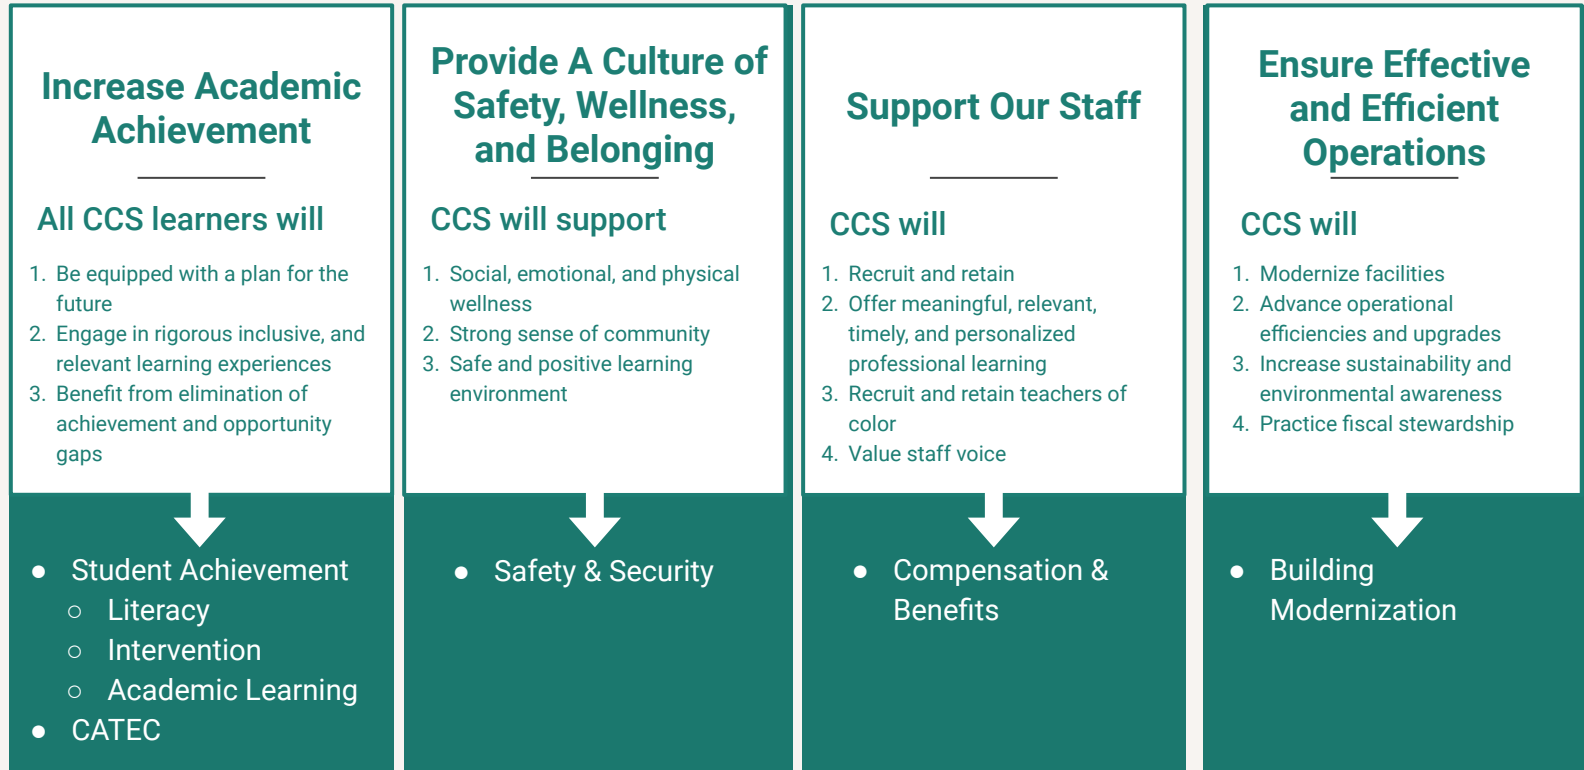 Increase Academic
Achievement
All CCS learners will
1. Be equipped with a plan for the
future
2. Engage in rigorous inclusive, and
relevant learning experiences
3. Benefit from elimination of
achievement and opportunity
gaps
● Student Achievement
○ Literacy
○ Intervention
○ Academic Learning
● CATEC
Provide A Culture of
Safety, Wellness,
and Belonging
CCS will support
1. Social, emotional, and physical
wellness
2. Strong sense of community
3. Safe and positive learning
environment
● Safety & Security
Support Our Staff
CCS will
1. Recruit and retain
2. Offer meaningful, relevant,
timely, and personalized
professional learning
3. Recruit and retain teachers of
color
4. Value staff voice
● Compensation &
Benefits
Ensure Effective
and Efficient
Operations
CCS will
1. Modernize facilities
2. Advance operational
efficiencies and upgrades
3. Increase sustainability and
environmental awareness
4. Practice fiscal stewardship
● Building
Modernization